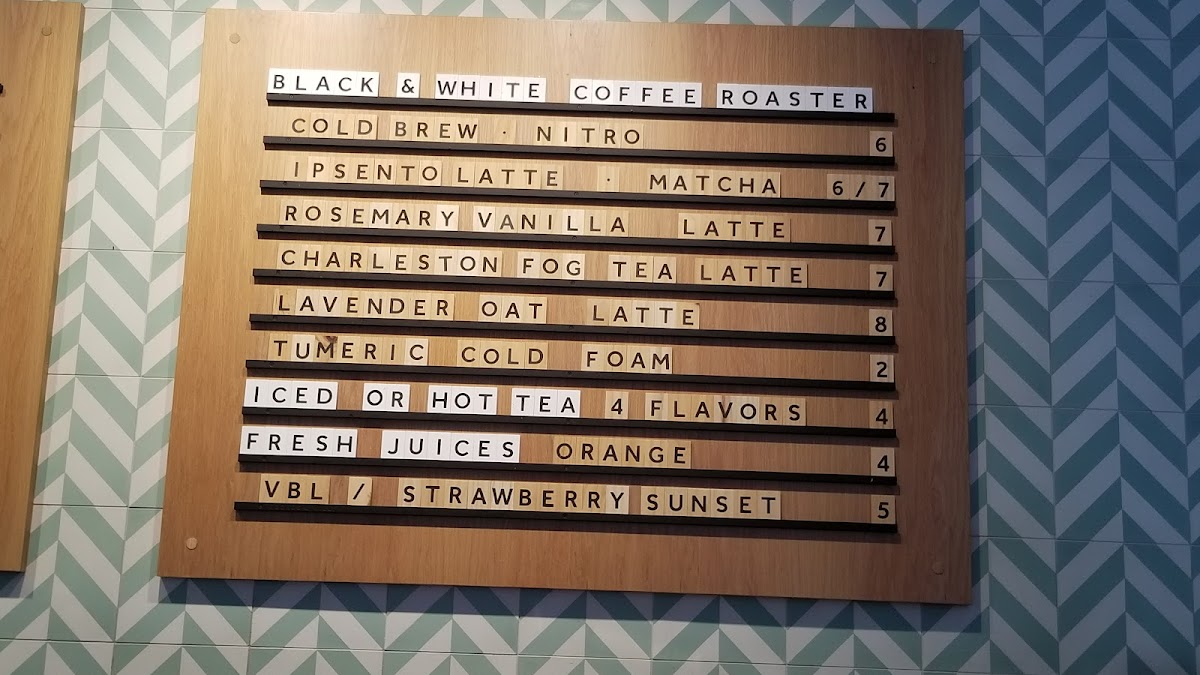 BLACK & WHITE COFFEE ROASTER
COLD BREW · NITRO 6
IPSENTO LATTE · MATCHA 6/7
ROSEMARY VANILLA LATTE 7
CHARLESTON FOG TEA LATTE 7
LAVENDER OAT LATTE 8
TUMERIC COLD FOAM 2
ICED OR HOT TEA 4 FLAVORS 4
FRESH JUICES ORANGE 4
VBL / STRAWBERRY SUNSET 5